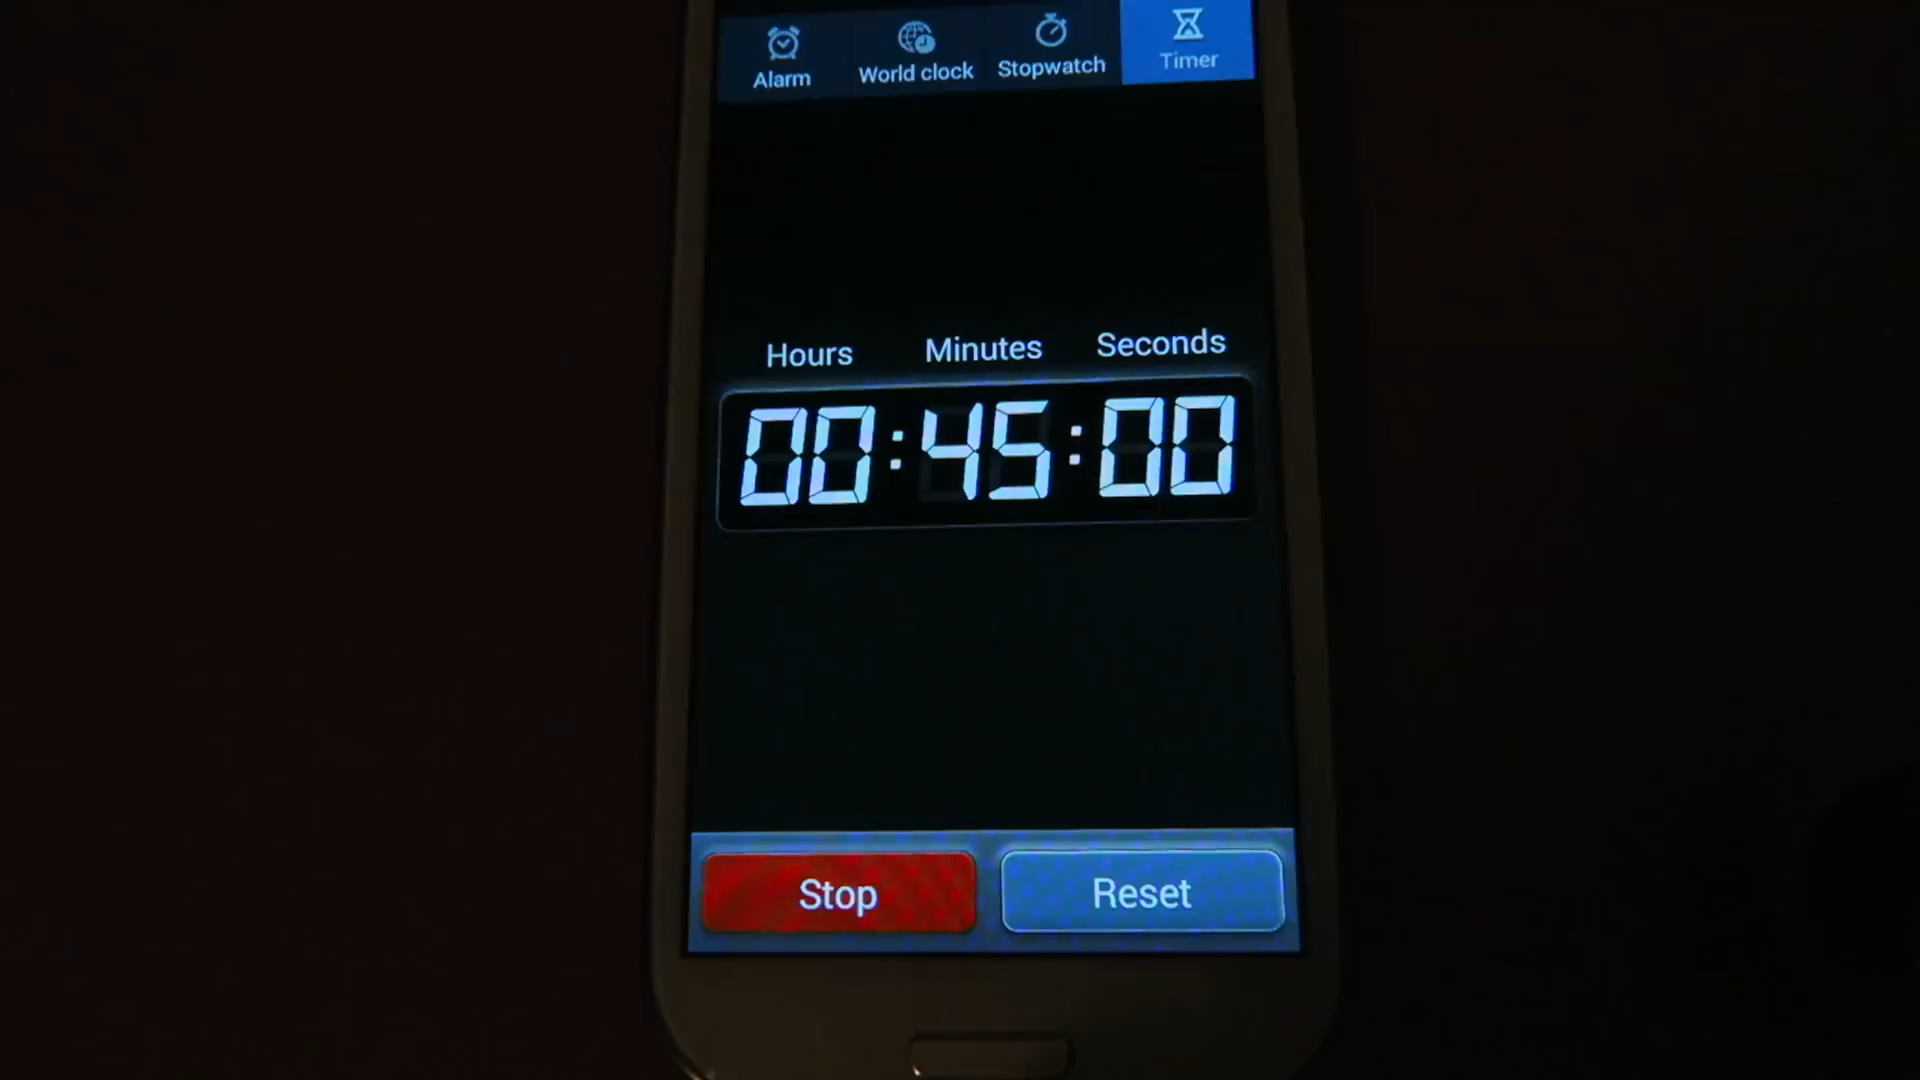 Alarm World clock Stopwatch Timer
Hours Minutes Seconds
00:45:00
Stop Reset